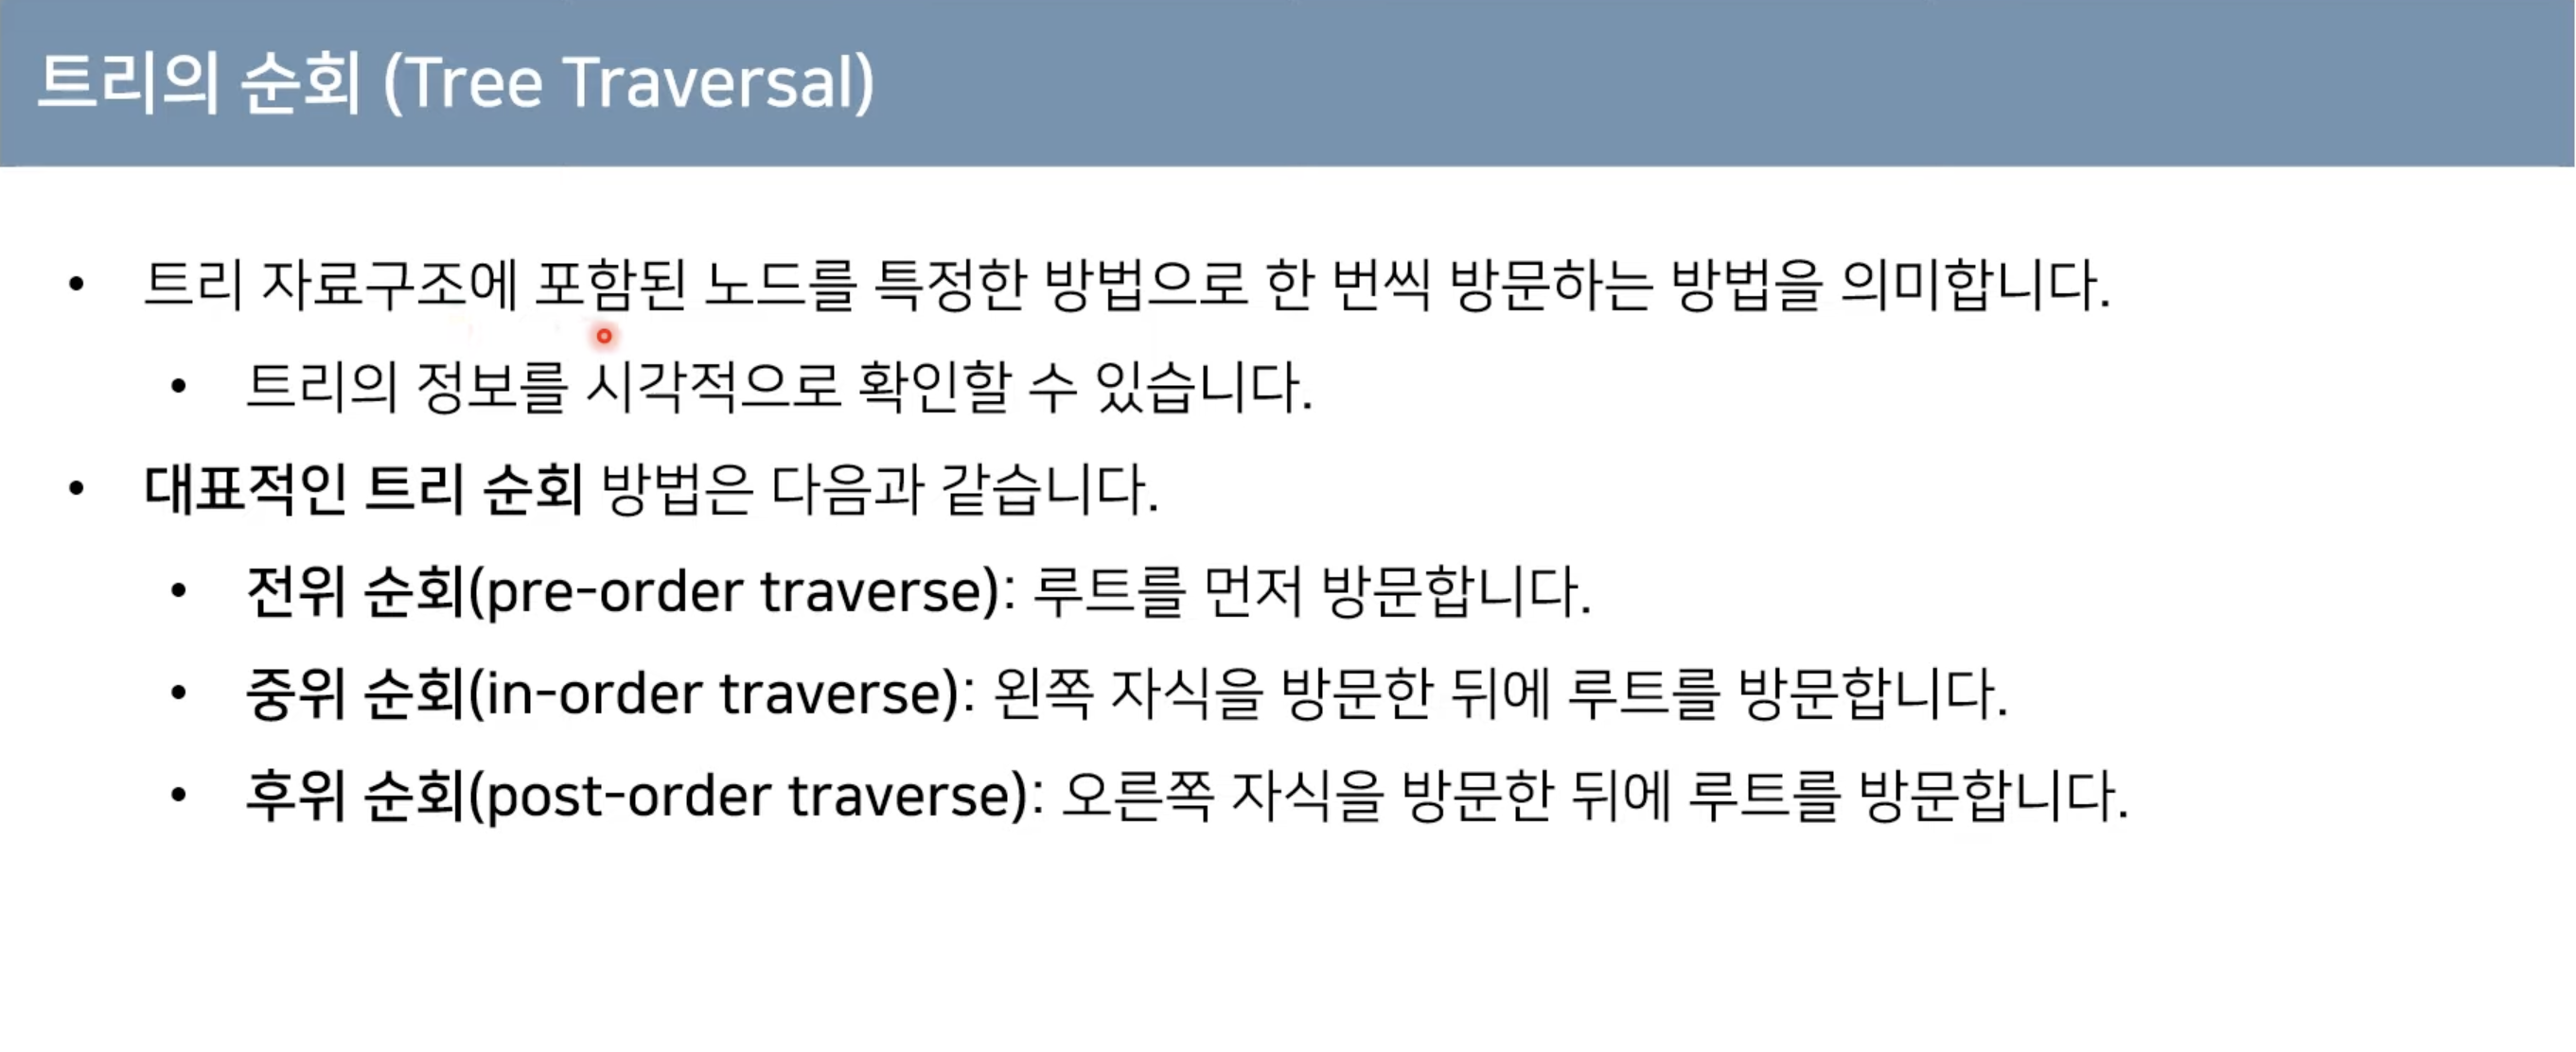 트리의 순회 (Tree Traversal)
• 트리 자료구조에 포함된 노드를 특정한 방법으로 한 번씩 방문하는 방법을 의미합니다.
• 트리의 정보를 시각적으로 확인할 수 있습니다.
• 대표적인 트리 순회 방법은 다음과 같습니다.
• 전위 순회(pre-order traverse): 루트를 먼저 방문합니다.
• 중위 순회(in-order traverse): 왼쪽 자식을 방문한 뒤에 루트를 방문합니다.
• 후위 순회(post-order traverse): 오른쪽 자식을 방문한 뒤에 루트를 방문합니다.